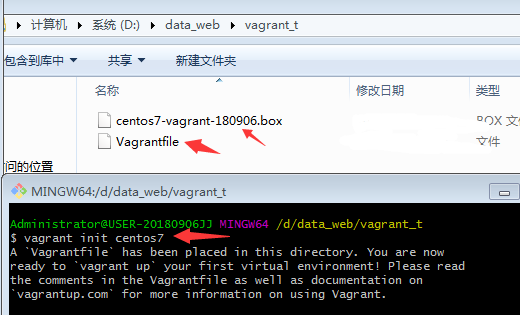 计算机 ▸ 系统 (D:) ▸ data_web ▸ vagrant_t
包含到库中 ▾ 共享 ▾ 新建文件夹
名称 修改日期 类型
centos7-vagrant-180906.box BOX 文件
Vagrantfile 文件
问的位置
MINGW64:/d/data_web/vagrant_t
Administrator@USER-20180906JJ MINGW64 /d/data_web/vagrant_t
$ vagrant init centos7
A `Vagrantfile` has been placed in this directory. You are now
ready to `vagrant up` your first virtual environment! Please read
the comments in the Vagrantfile as well as documentation on
`vagrantup.com` for more information on using Vagrant.